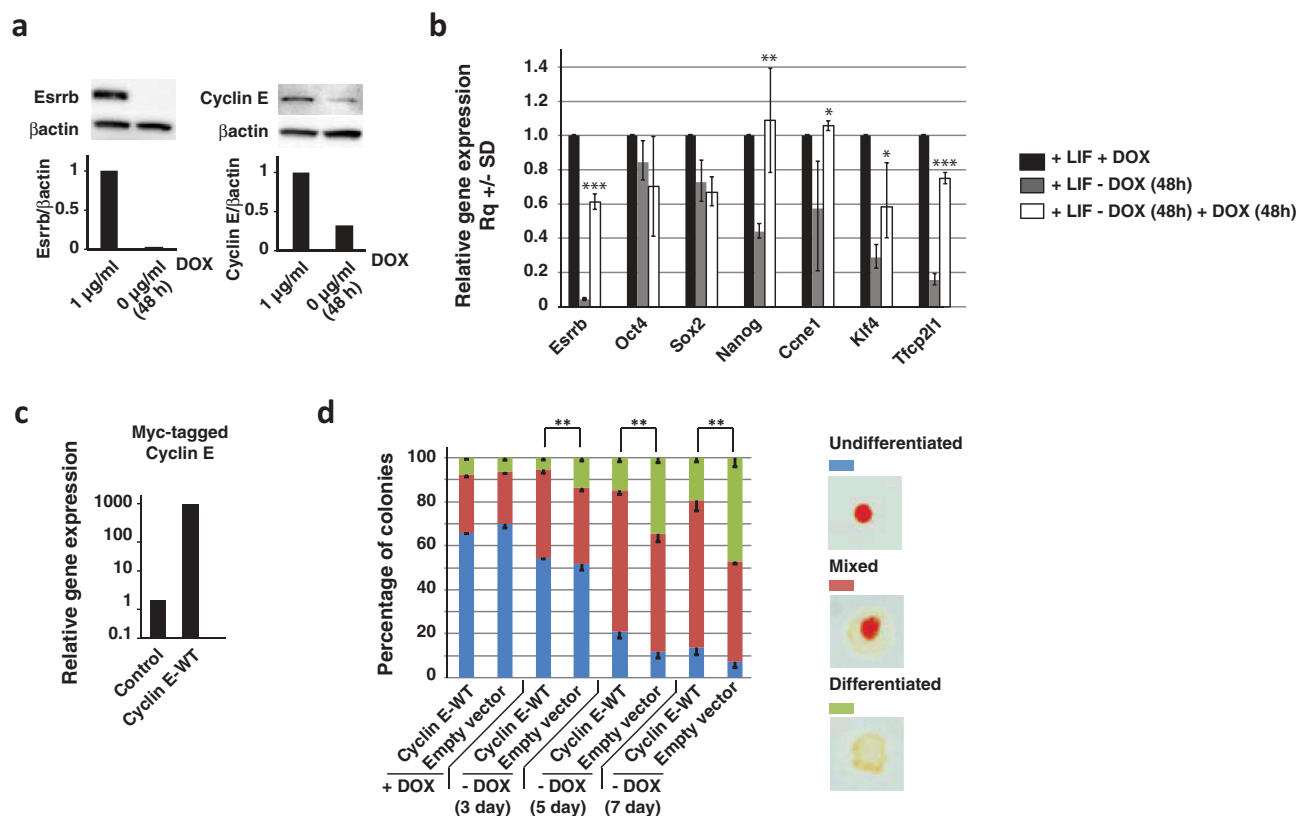 a
Esrrb
βactin
Esrrb/βactin
1
0.5
0
1 µg/ml
0 µg/ml
(48 h)
DOX
Cyclin E
βactin
Cyclin E/βactin
1
0.5
0
1 µg/ml
0 µg/ml
(48 h)
DOX
b
Relative gene expression
Rq +/- SD
1.4
1.2
1.0
0.8
0.6
0.4
0.2
0
***
**
*
*
***
Esrrb
Oct4
Sox2
Nanog
Ccne1
Klf4
Tfcp2l1
+ LIF + DOX
+ LIF - DOX (48h)
+ LIF - DOX (48h) + DOX (48h)
c
Myc-tagged
Cyclin E
Relative gene expression
1000
100
10
1
0.1
Control
Cyclin E-WT
d
Percentage of colonies
100
80
60
40
20
0
**
**
**
Cyclin E-WT
Empty vector
Cyclin E-WT
Empty vector
Cyclin E-WT
Empty vector
Cyclin E-WT
Empty vector
+ DOX
- DOX
(3 day)
- DOX
(5 day)
- DOX
(7 day)
Undifferentiated
Mixed
Differentiated